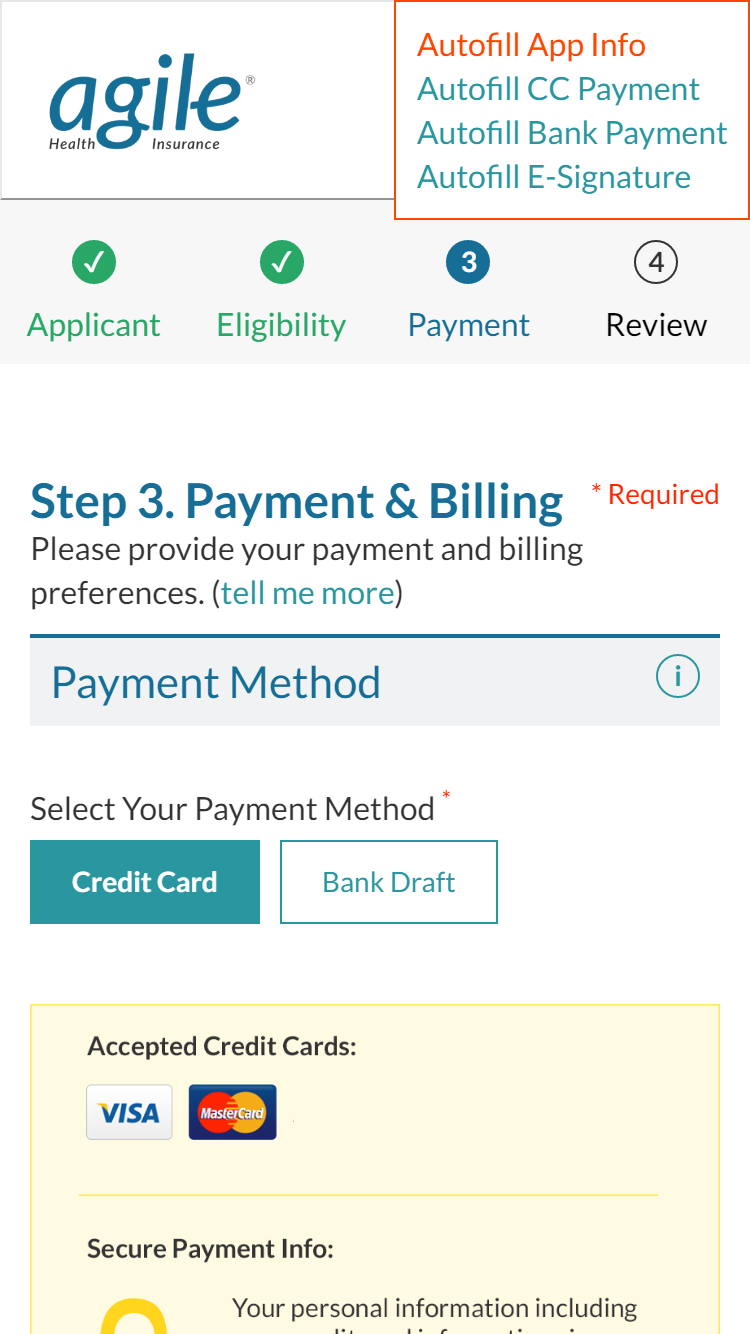 agile®
Health Insurance
Autofill App Info
Autofill CC Payment
Autofill Bank Payment
Autofill E-Signature
3
4
Applicant
Eligibility
Payment
Review
Step 3. Payment & Billing
* Required
Please provide your payment and billing
preferences. (tell me more)
Payment Method
i
Select Your Payment Method *
Credit Card
Bank Draft
Accepted Credit Cards:
VISA
MasterCard
Secure Payment Info:
Your personal information including